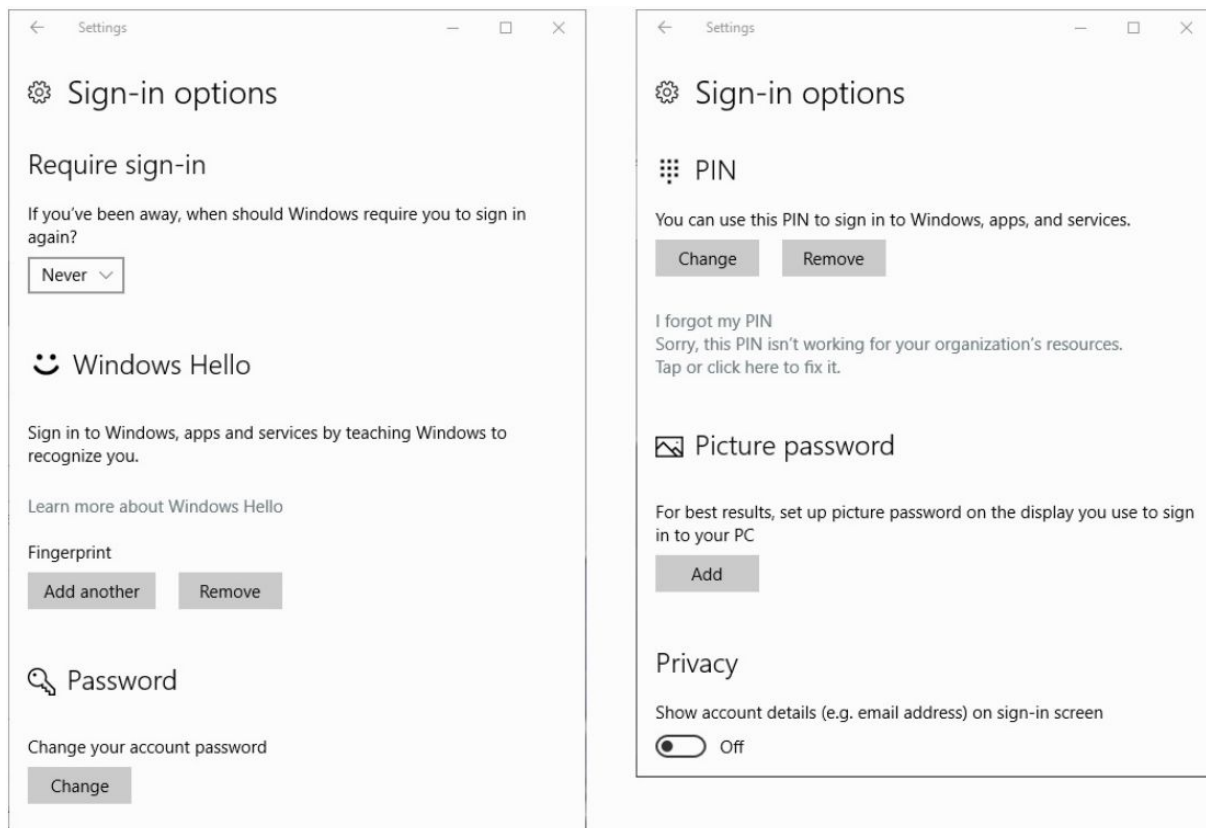 Settings
Sign-in options
Require sign-in
If you've been away, when should Windows require you to sign in
again?
Never
Windows Hello
Sign in to Windows, apps and services by teaching Windows to
recognize you.
Learn more about Windows Hello
Fingerprint
Add another Remove
Password
Change your account password
Change
Settings
Sign-in options
PIN
You can use this PIN to sign in to Windows, apps, and services.
Change Remove
I forgot my PIN
Sorry, this PIN isn't working for your organization's resources.
Tap or click here to fix it.
Picture password
For best results, set up picture password on the display you use to sign
in to your PC
Add
Privacy
Show account details (e.g. email address) on sign-in screen
Off